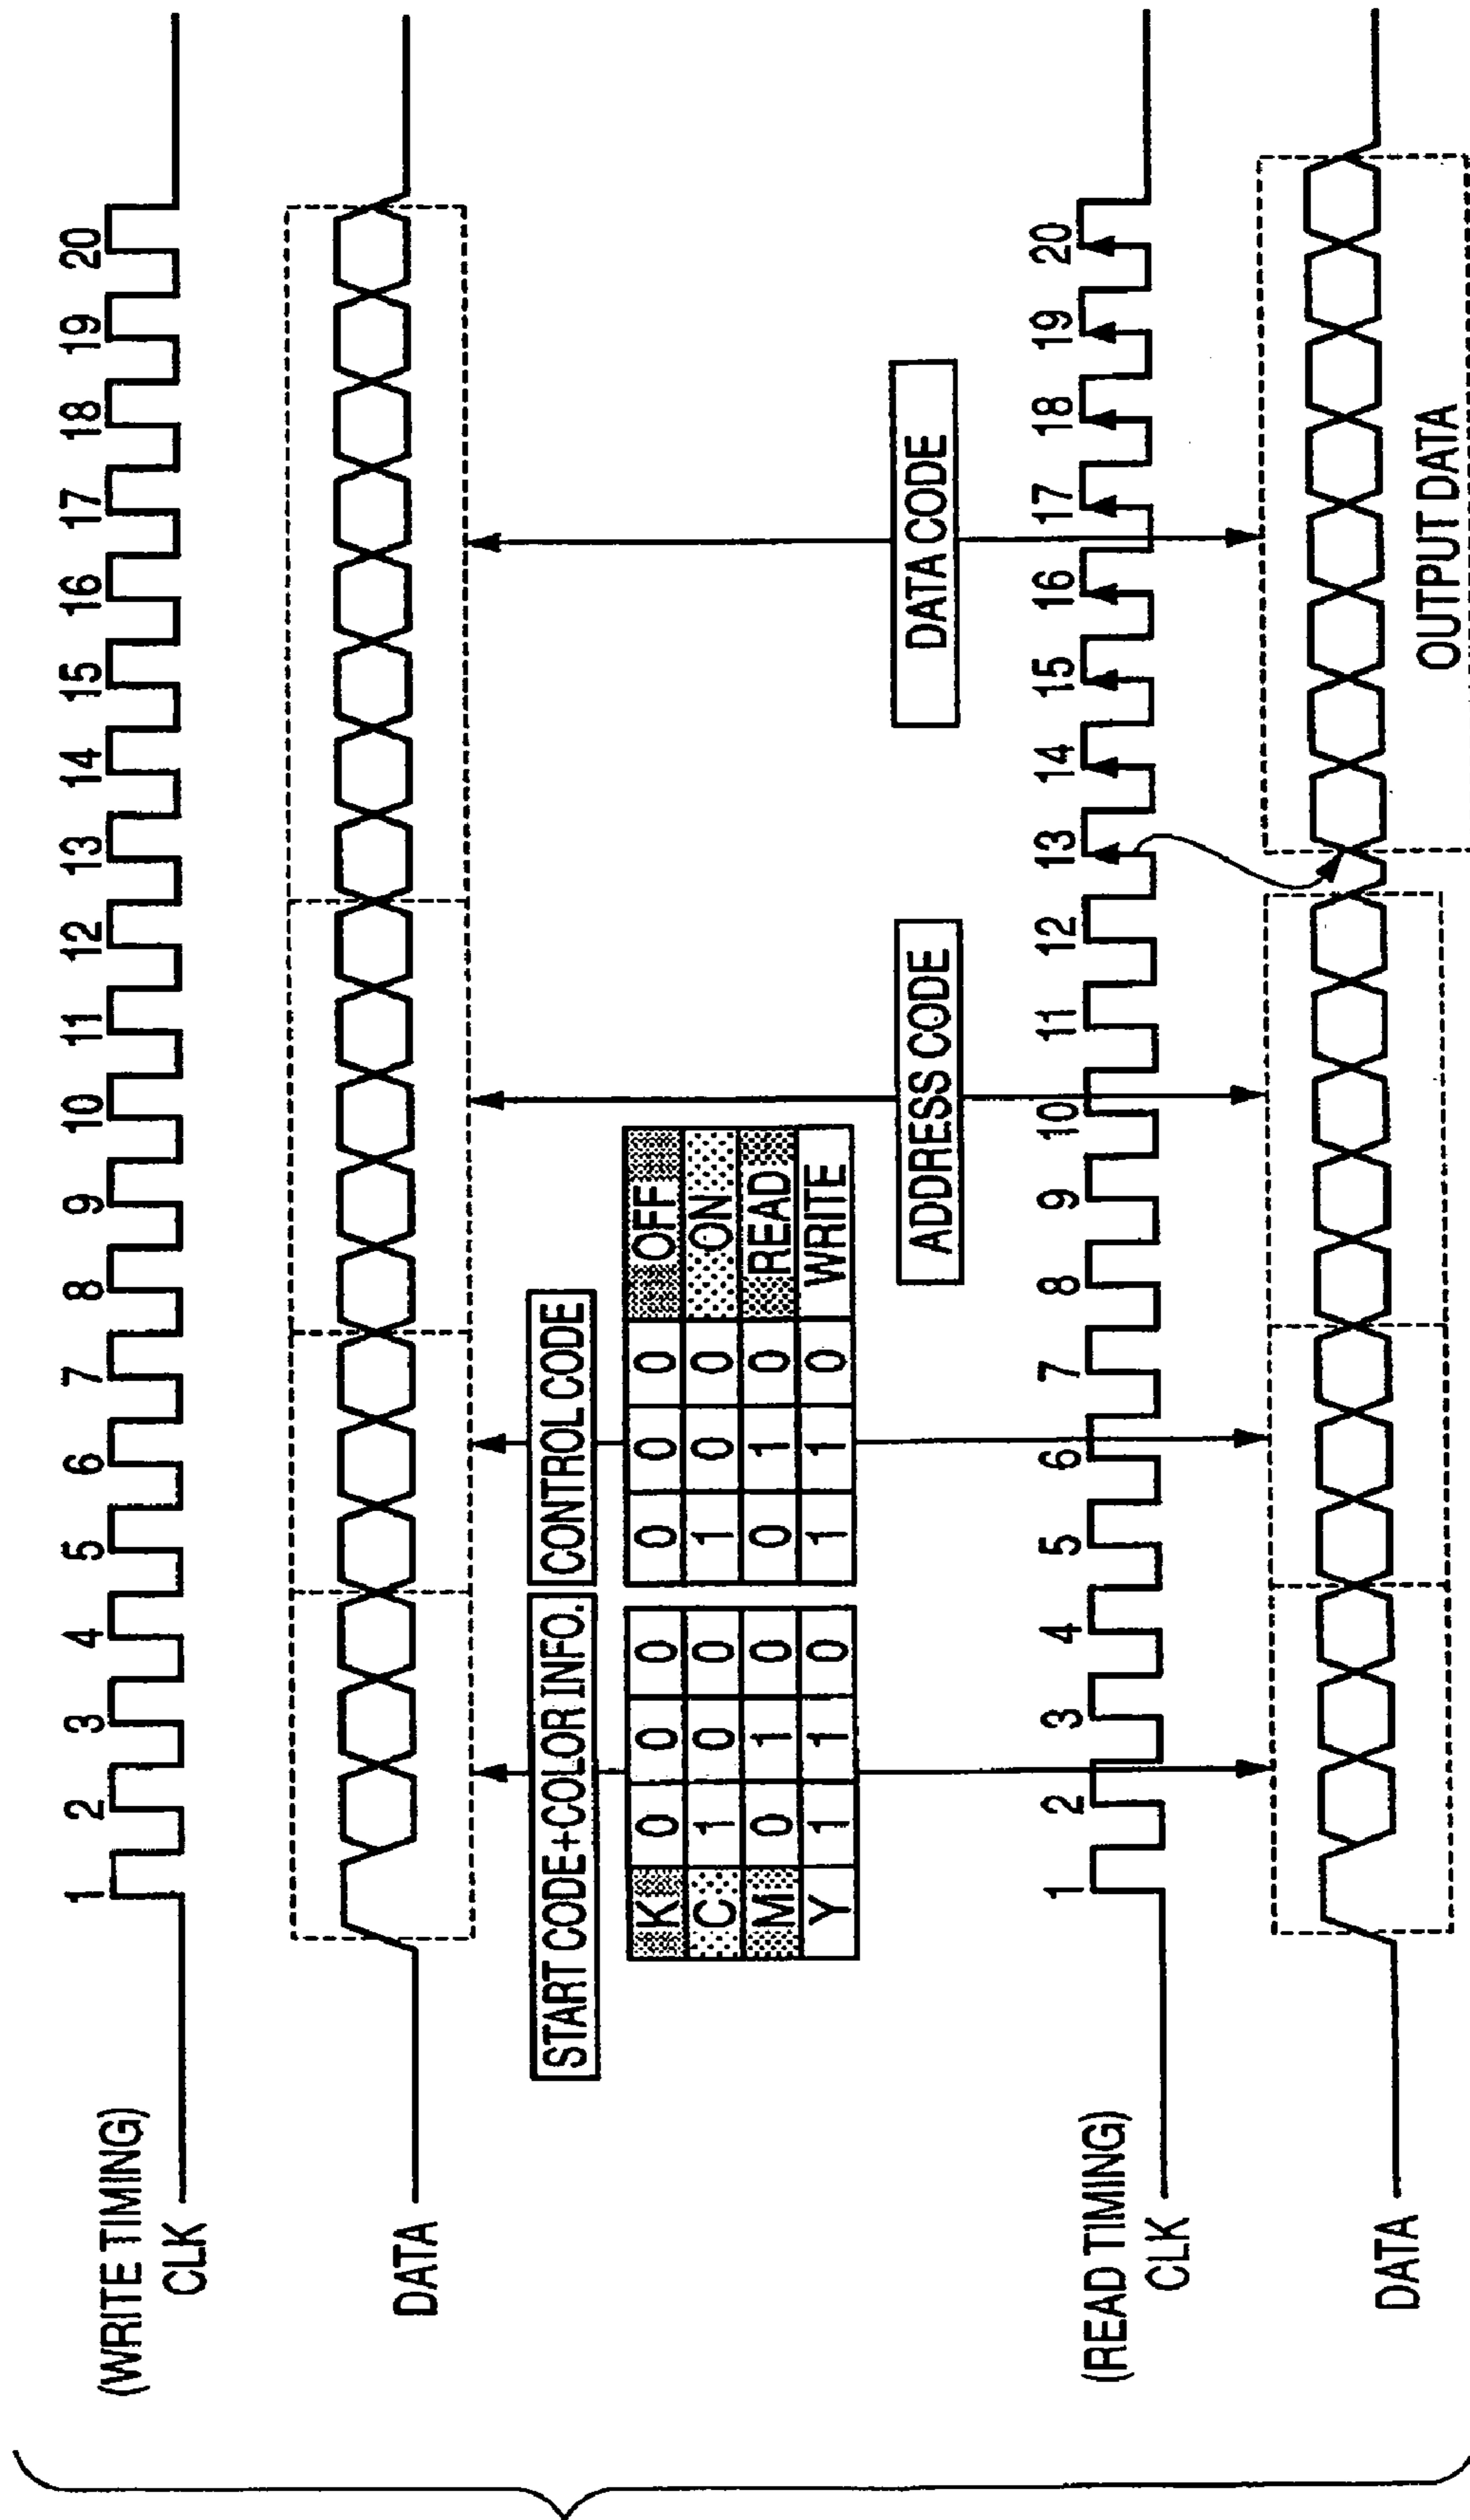 (WRITE TIMING)
1 2 3 4 5 6 7 8 9 10 11 12 13 14 15 16 17 18 19 20
CLK
DATA
START CODE+COLOR INFO. CONTROL CODE
K 0 0 0 0 0 0 OFF
C 1 0 0 1 0 0 ON
M 0 1 0 0 1 0 READ
Y 1 1 0 1 1 0 WRITE
ADDRESS CODE DATA CODE
(READ TIMING)
1 2 3 4 5 6 7 8 9 10 11 12 13 14 15 16 17 18 19 20
CLK
DATA
OUTPUT DATA